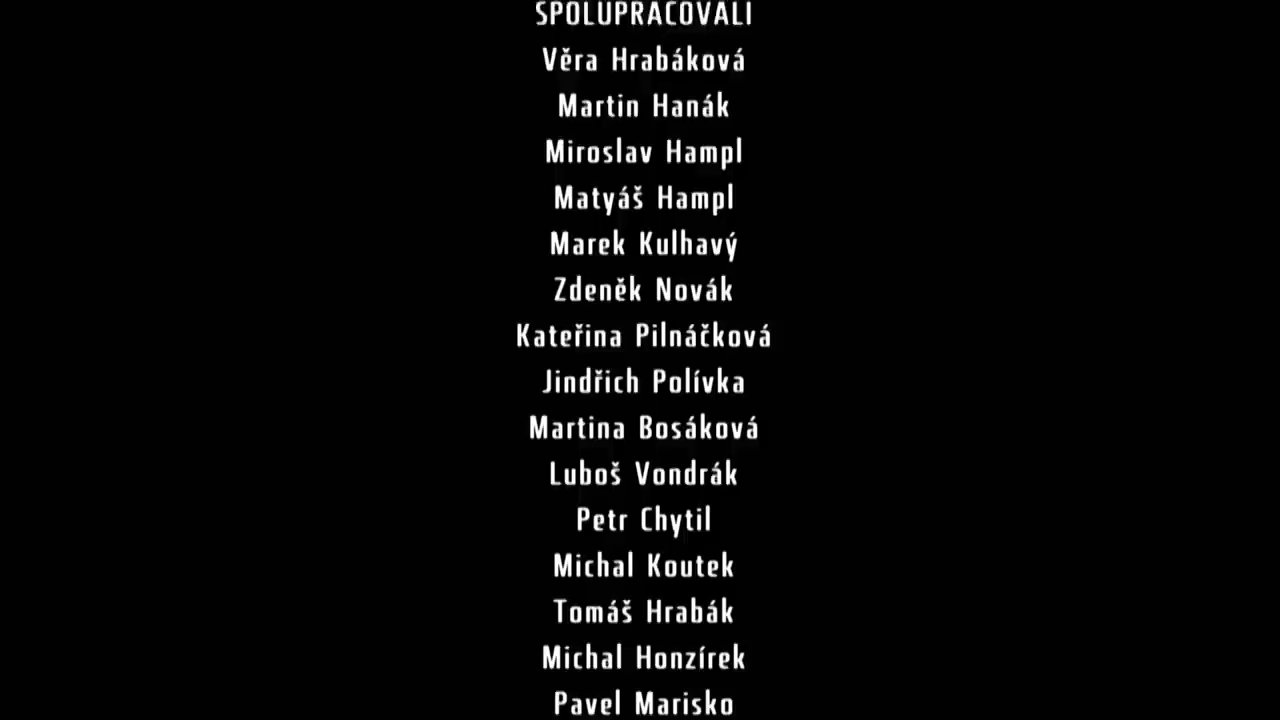 SPOLUPRACOVALI
Věra Hrabáková
Martin Hanák
Miroslav Hampl
Matyáš Hampl
Marek Kulhavý
Zdeněk Novák
Kateřina Pilnáčková
Jindřich Polívka
Martina Bosáková
Luboš Vondrák
Petr Chytil
Michal Koutek
Tomáš Hrabák
Michal Honzírek
Pavel Marisko